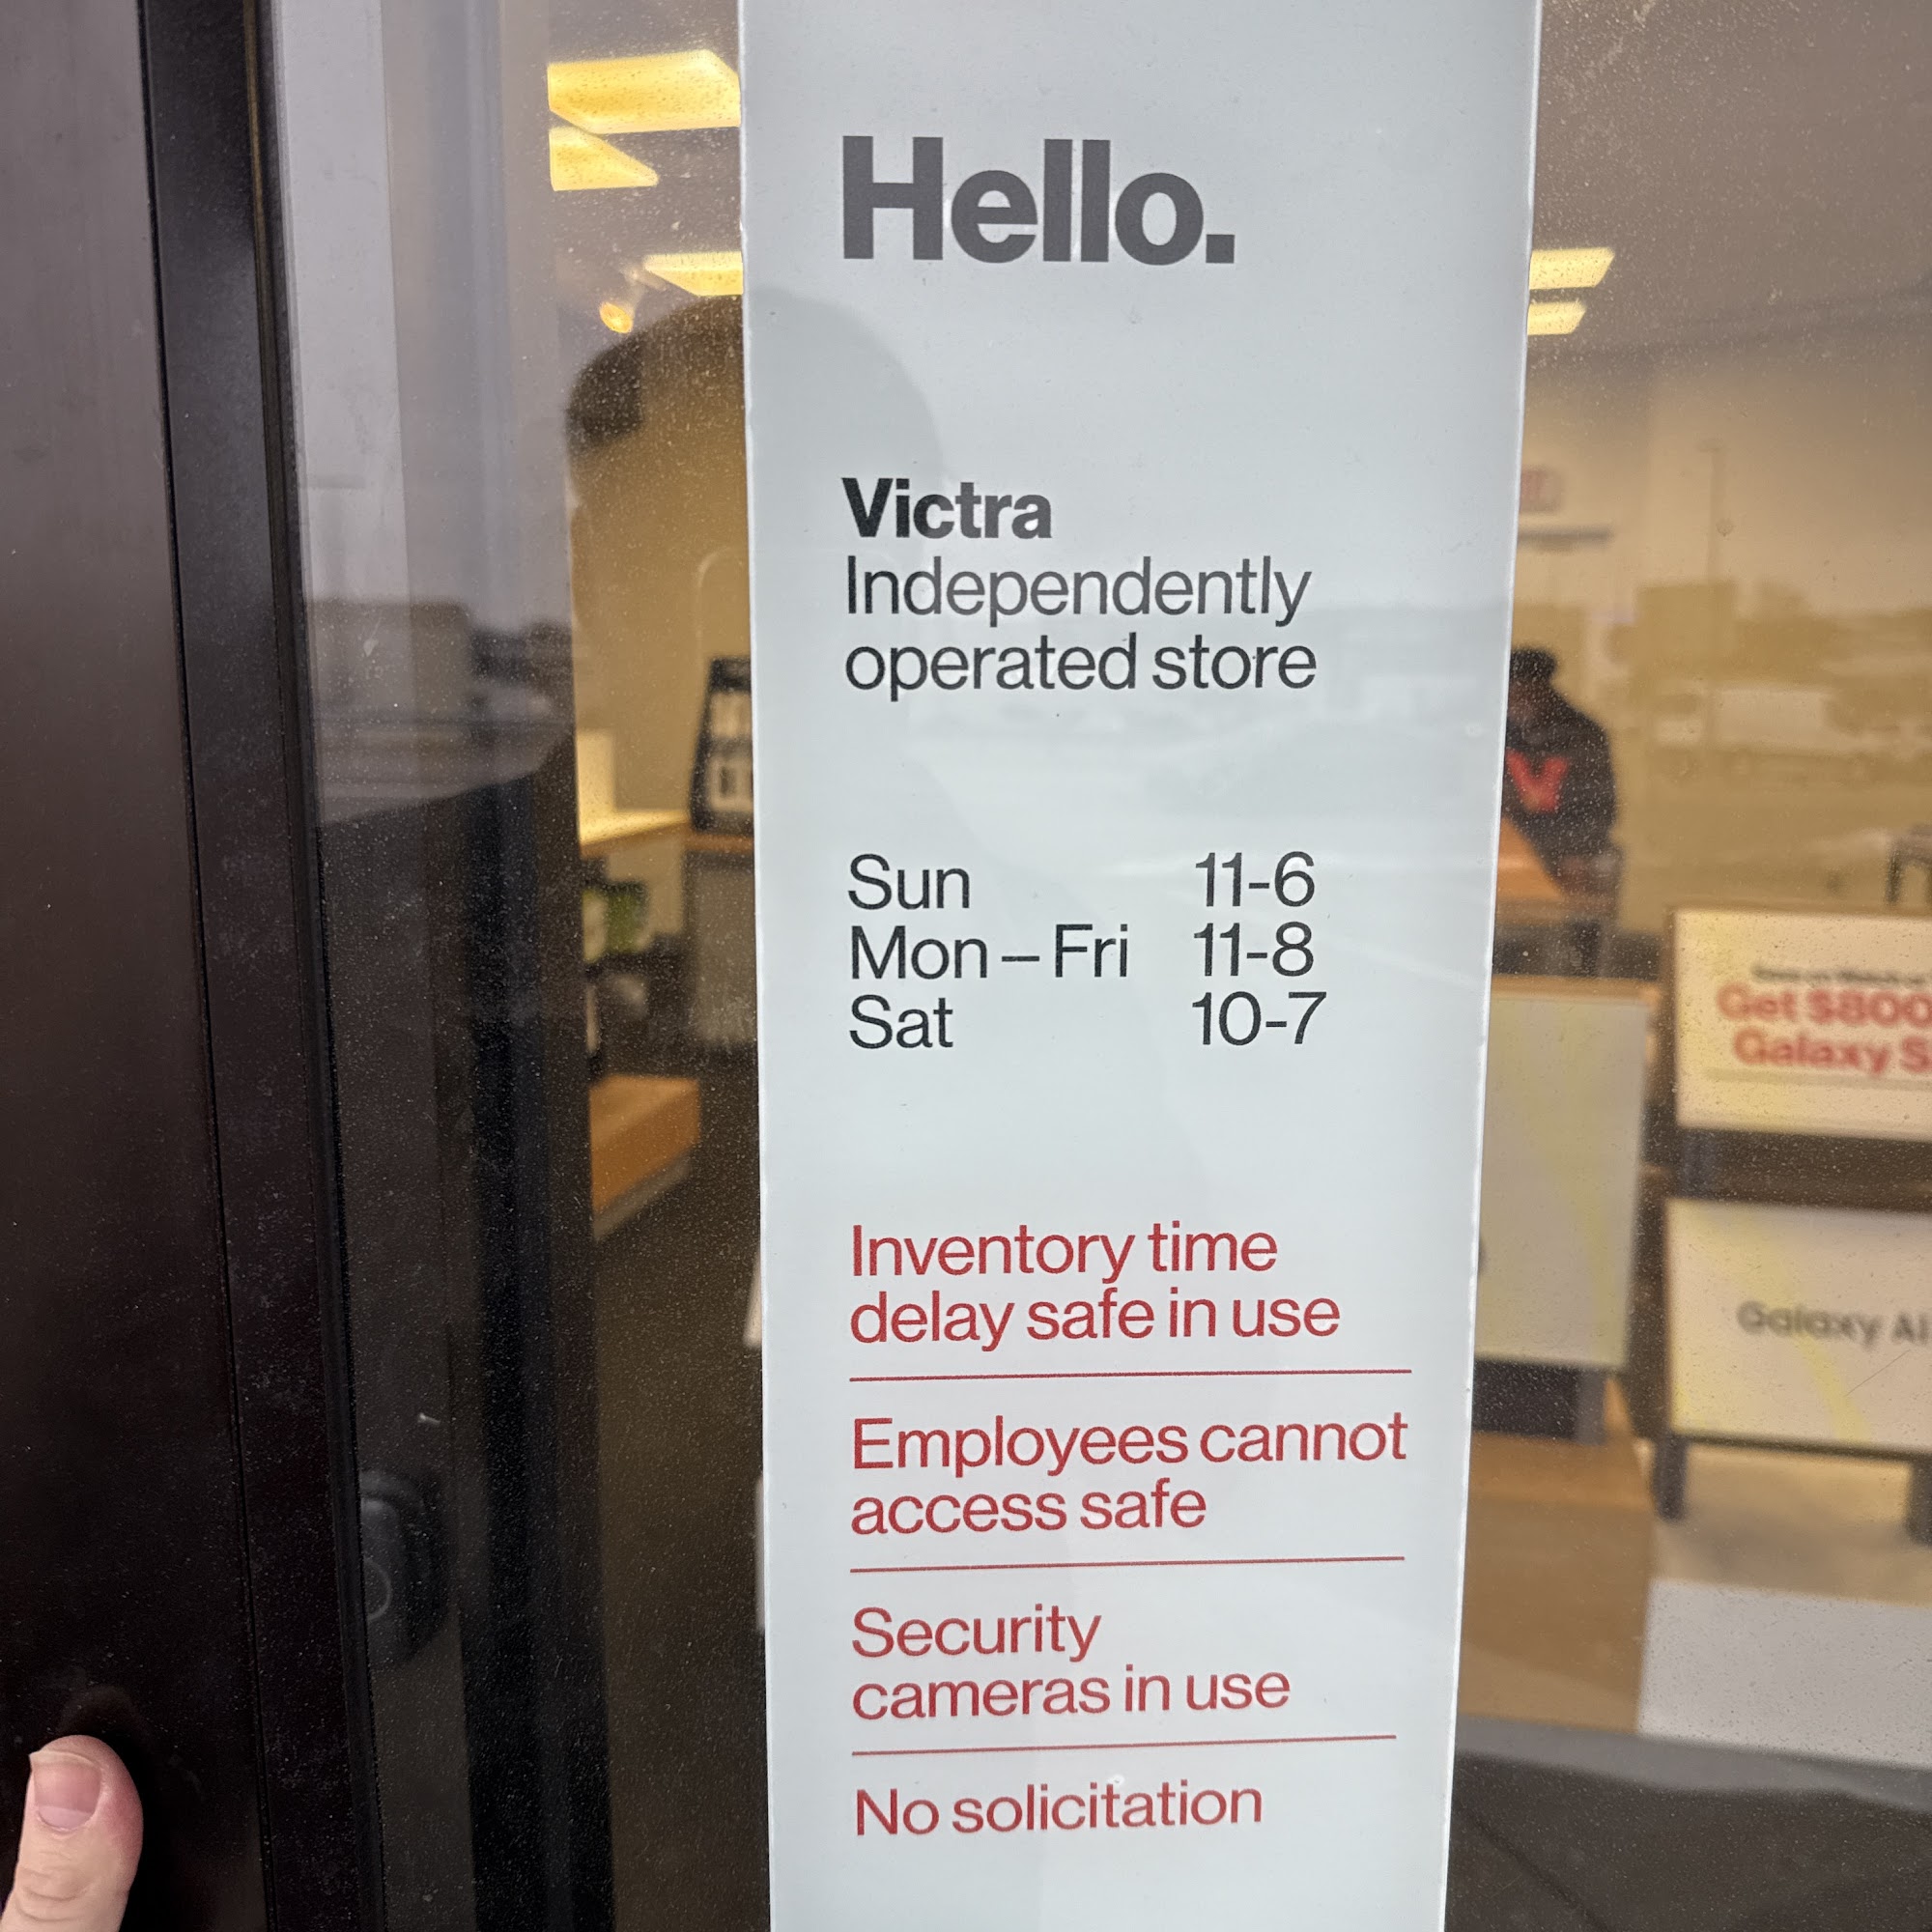 Hello.
Victra
Independently
operated store
Sun 11-6
Mon – Fri 11-8
Sat 10-7
Inventory time
delay safe in use
Employees cannot
access safe
Security
cameras in use
No solicitation
Get $800
Galaxy S
Galaxy AI